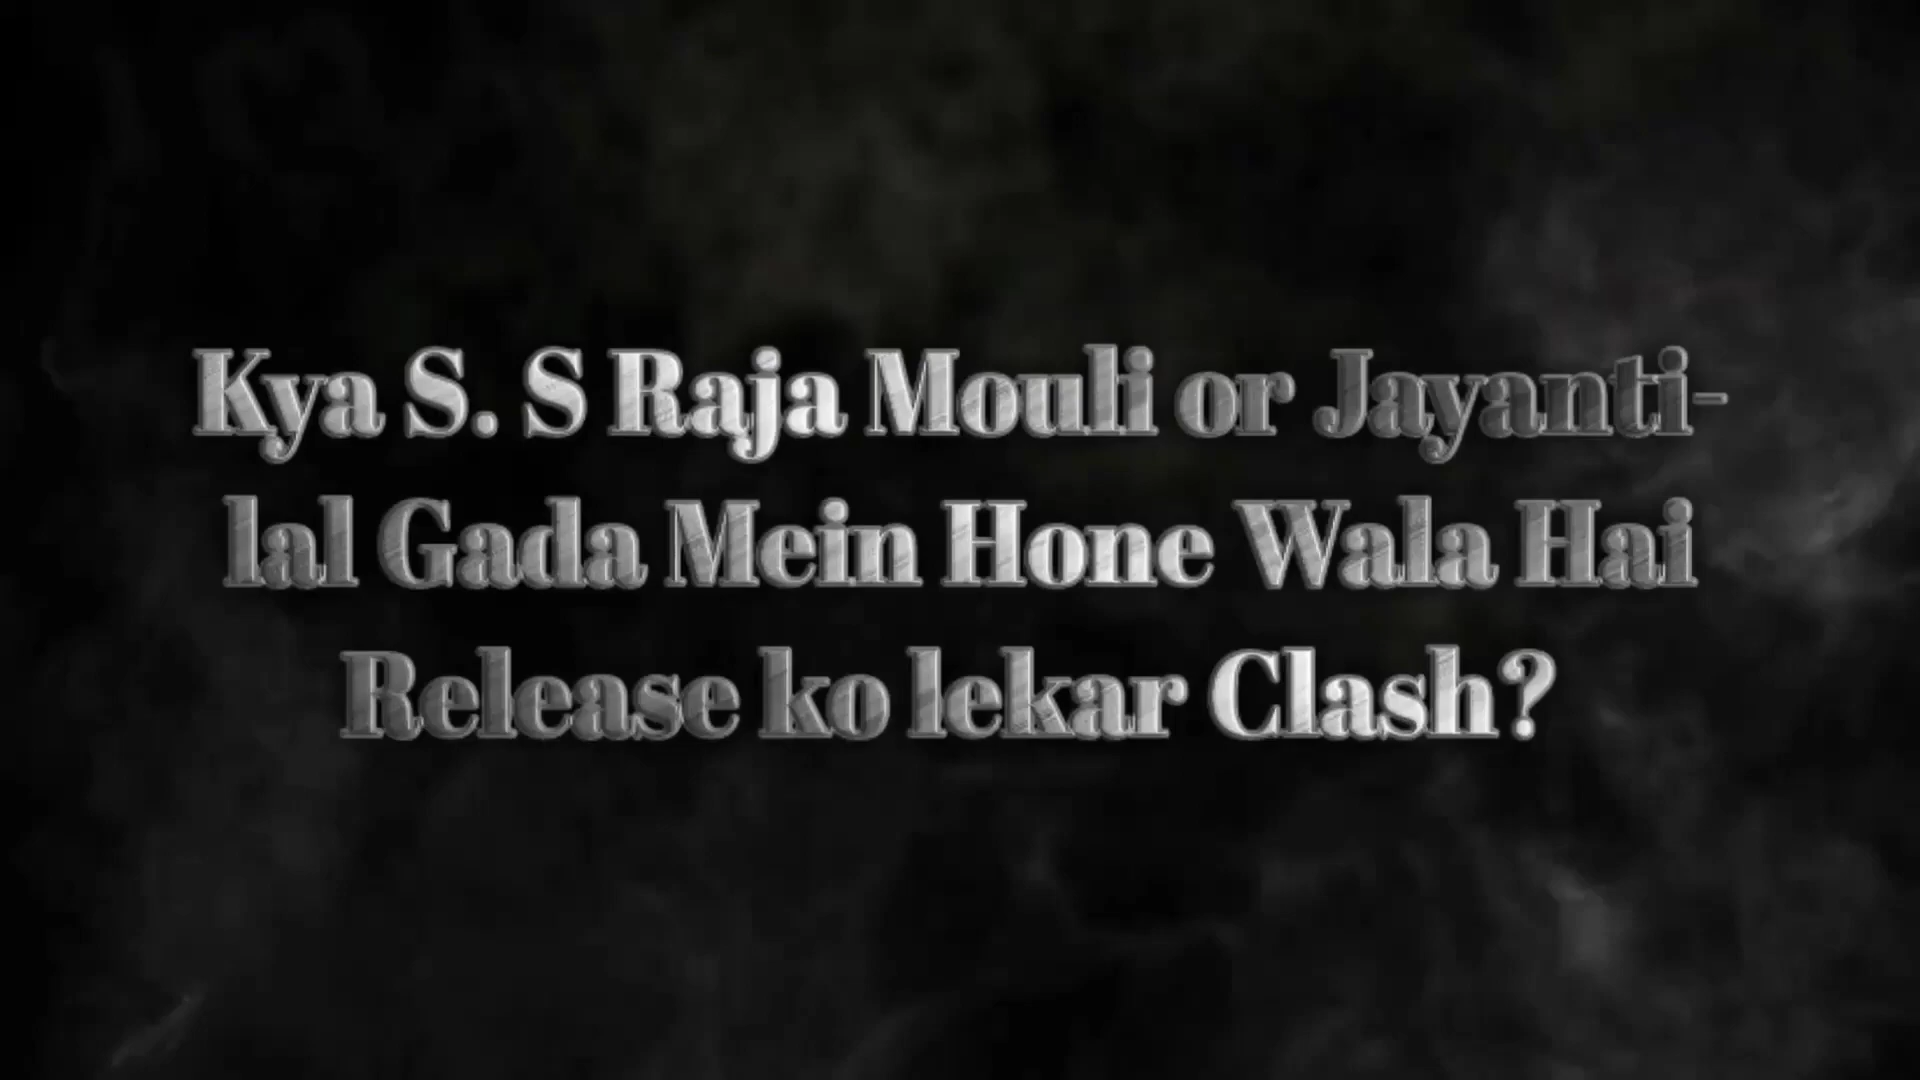 Kya S. S Raja Mouli or Jayanti-
lal Gada Mein Hone Wala Hai
Release ko lekar Clash?